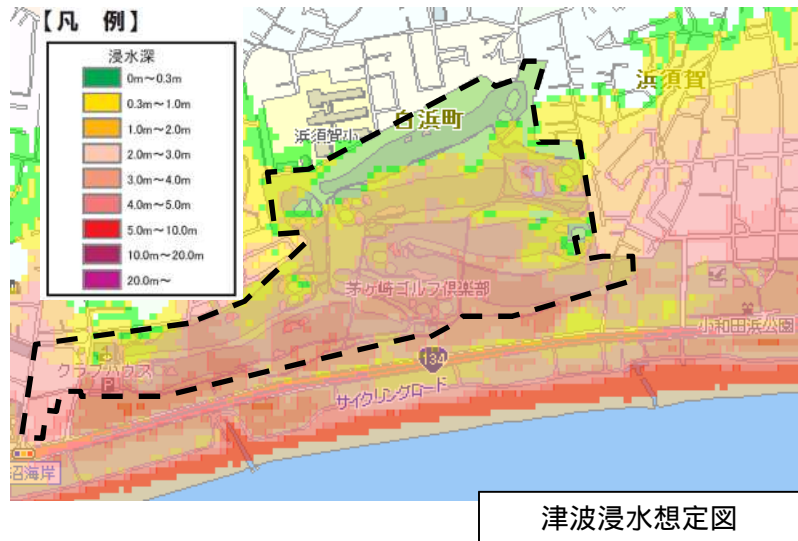 【凡 例】
浸水深
0m～0.3m
0.3m～1.0m
1.0m～2.0m
2.0m～3.0m
3.0m～4.0m
4.0m～5.0m
5.0m～10.0m
10.0m～20.0m
20.0m～
浜須賀
白浜町
浜須賀小
茅ヶ崎ゴルフ倶楽部
小和田浜公園
134
クラブハウス
P
サイクリングロード
沼海岸
津波浸水想定図